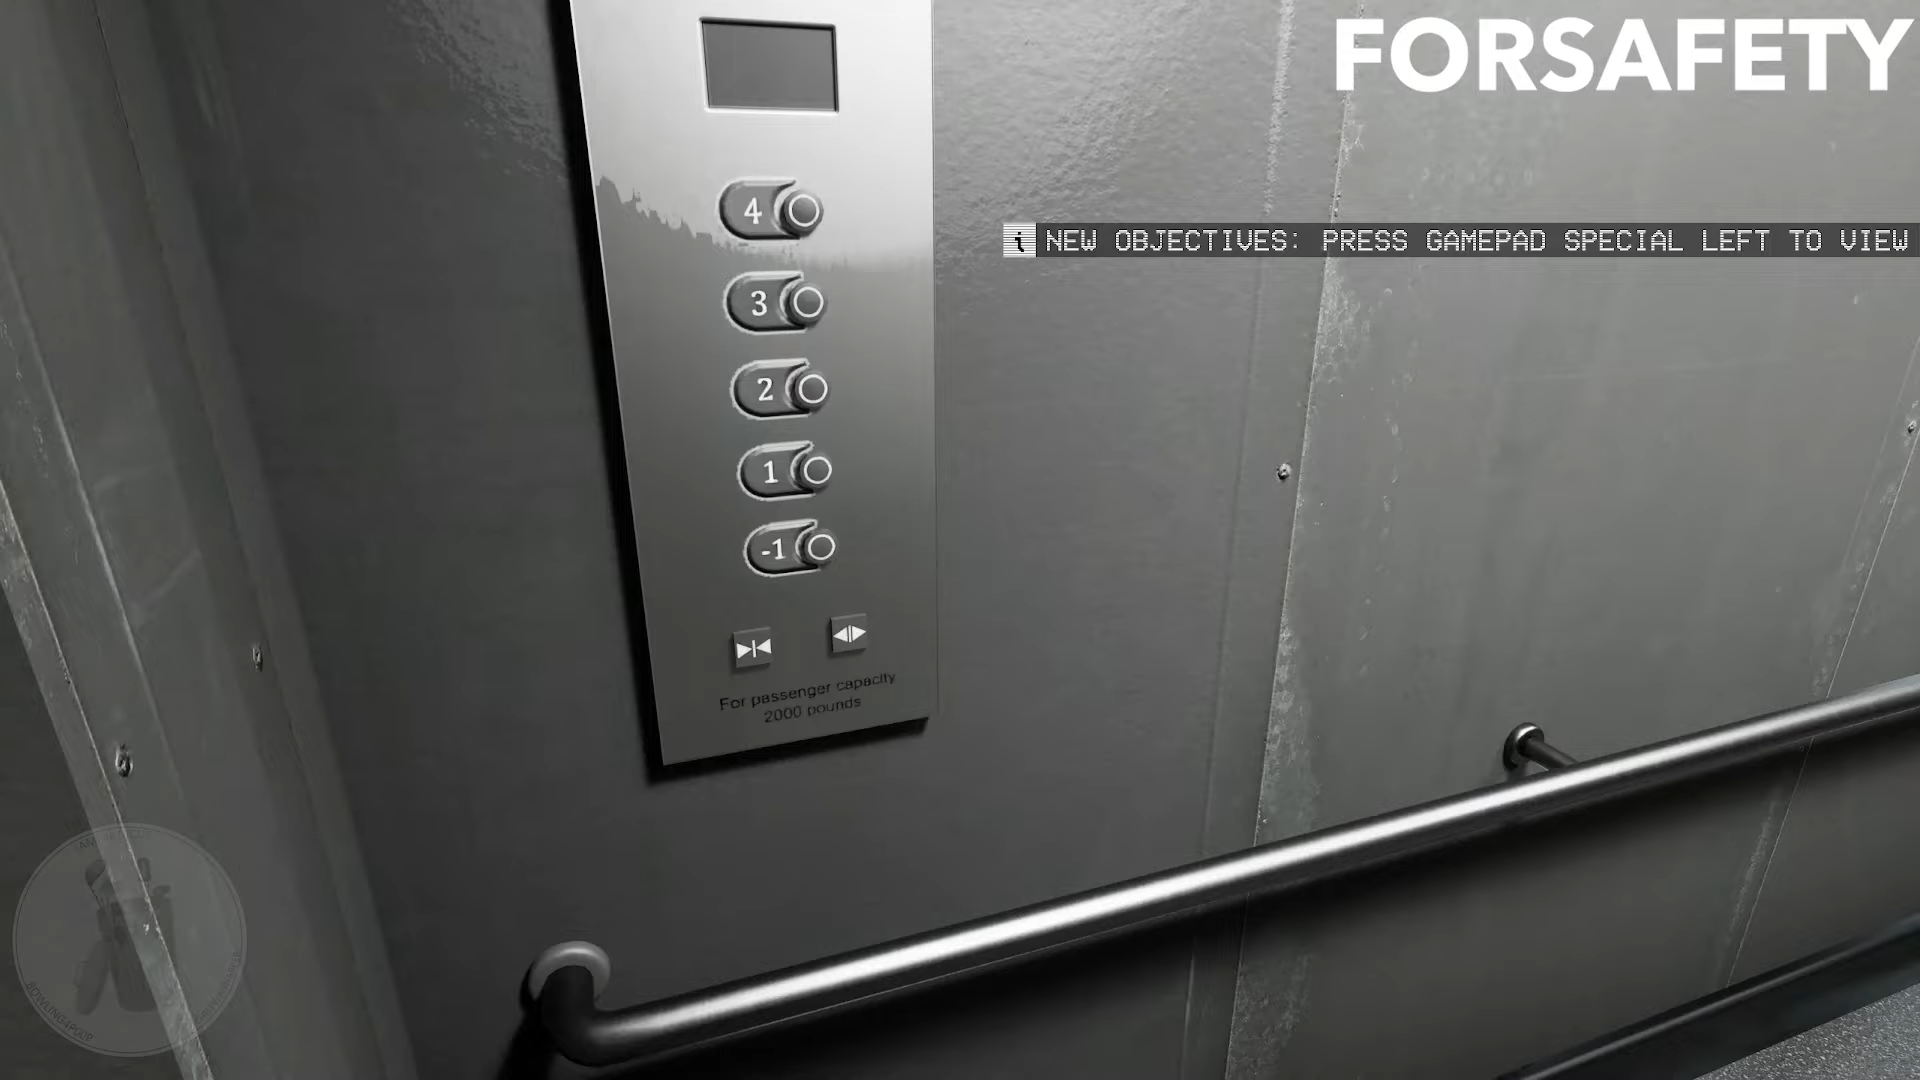 FORSAFETY
i NEW OBJECTIVES: PRESS GAMEPAD SPECIAL LEFT TO VIEW
4
3
2
1
-1
For passenger capacity
2000 pounds
BOWLING4POOP